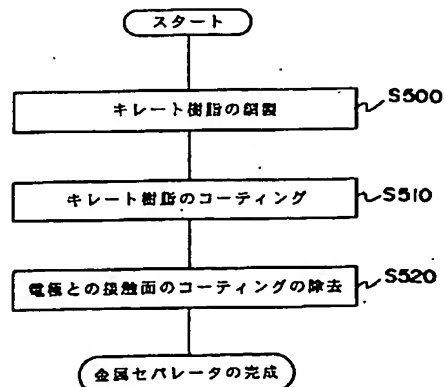 スタート
キレート樹脂の調製
S500
キレート樹脂のコーティング
S510
電極との接触面のコーティングの除去
S520
金属セパレータの完成